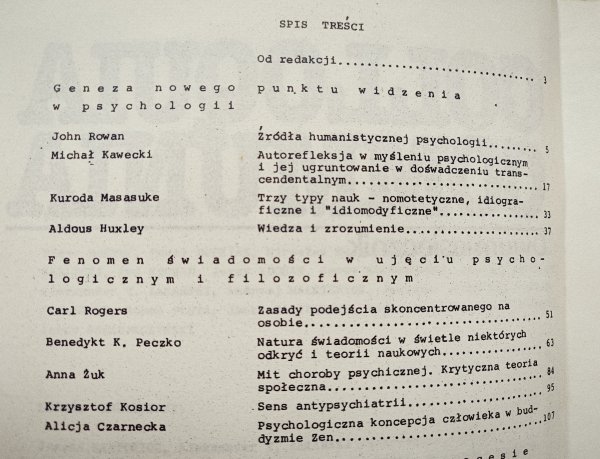 SPIS TREŚCI
Od redakcji........................ 3
Geneza nowego punktu widzenia
w psychologii
John Rowan Źródła humanistycznej psychologii........ 5
Michał Kawecki Autorefleksja w myśleniu psychologicznym
i jej ugruntowanie w doświadczeniu trans-
cendentalnym........................ 17
Kuroda Masasuke Trzy typy nauk - nomotetyczne, idiogra-
ficzne i "idiomodyficzne"................ 33
Aldous Huxley Wiedza i zrozumienie................ 37
Fenomen świadomości w ujęciu psycho-
logicznym i filozoficznym
Carl Rogers Zasady podejścia skoncentrowanego na
osobie........................ 51
Benedykt K. Peczko Natura świadomości w świetle niektórych
odkryć i teorii naukowych................ 63
Anna Żuk Mit choroby psychicznej. Krytyczna teoria
społeczna........................ 84
Krzysztof Kosior Sens antypsychiatrii................ 95
Alicja Czarnecka Psychologiczna koncepcja człowieka w bud-
dyzmie Zen........................ 107